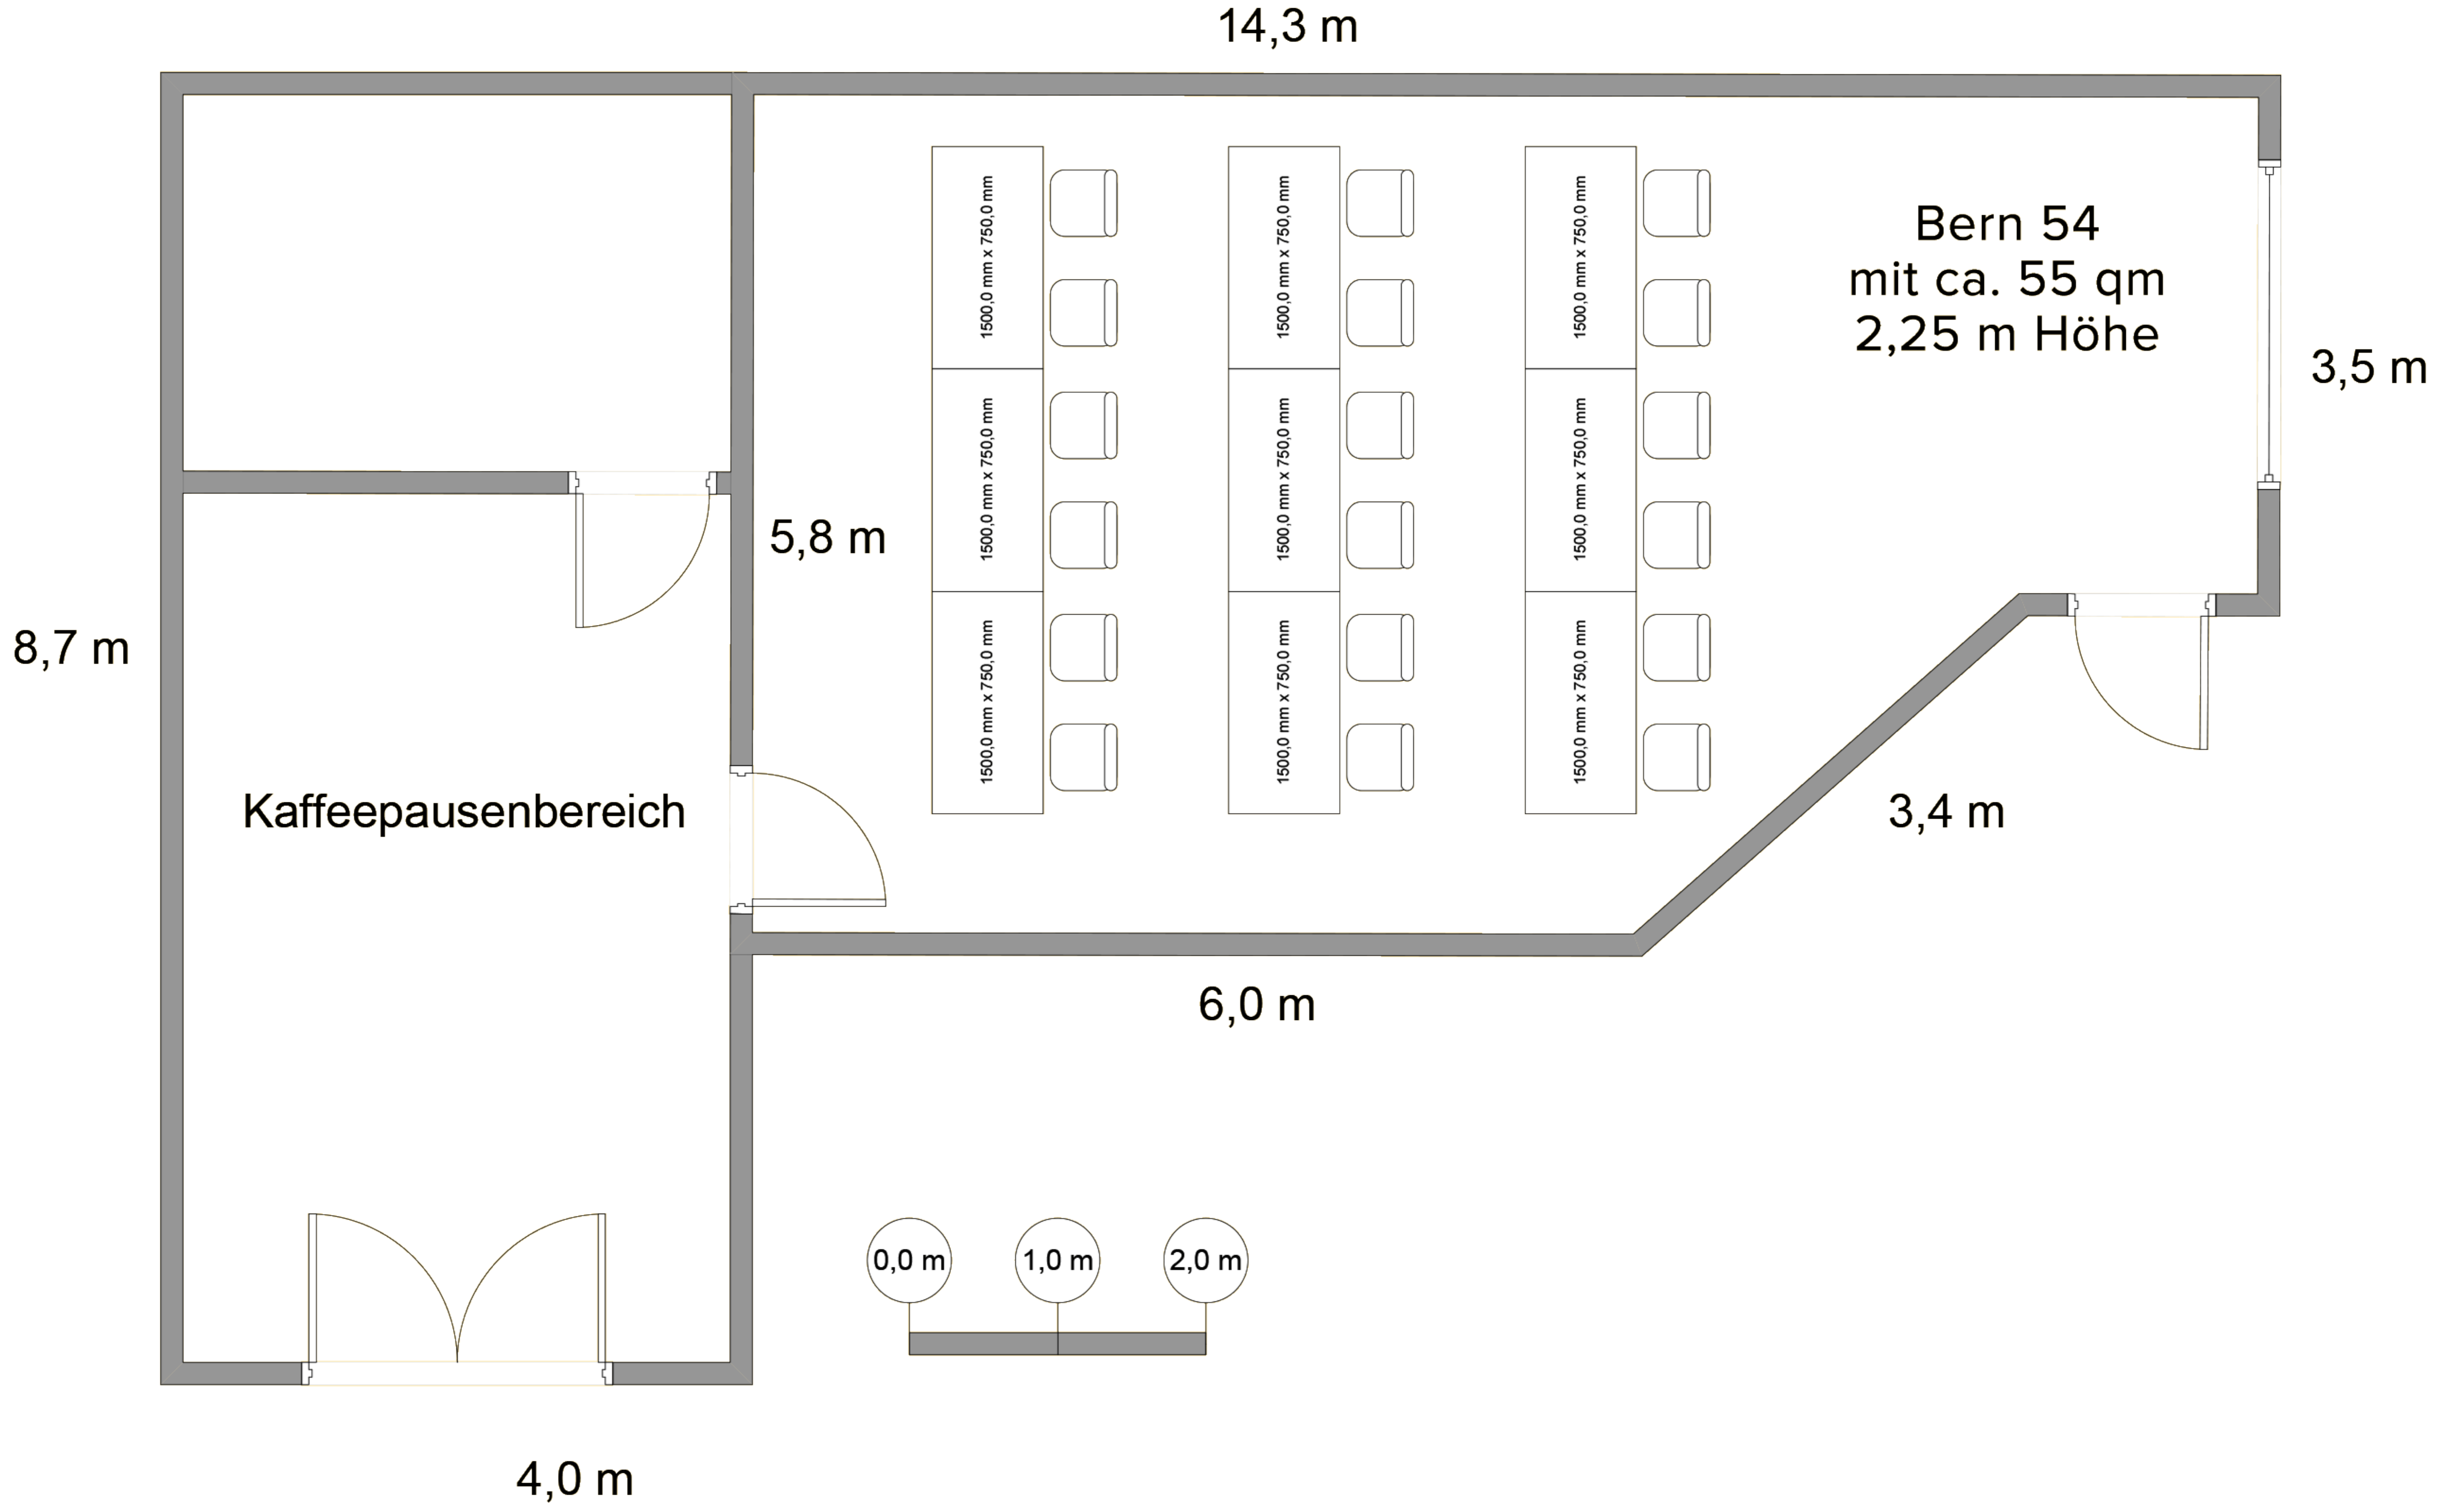 14,3 m
1500,0 mm x 750,0 mm
1500,0 mm x 750,0 mm
1500,0 mm x 750,0 mm
Bern 54
mit ca. 55 qm
2,25 m Höhe
3,5 m
5,8 m
1500,0 mm x 750,0 mm
1500,0 mm x 750,0 mm
1500,0 mm x 750,0 mm
8,7 m
1500,0 mm x 750,0 mm
1500,0 mm x 750,0 mm
1500,0 mm x 750,0 mm
Kaffeepausenbereich
3,4 m
6,0 m
0,0 m
1,0 m
2,0 m
4,0 m